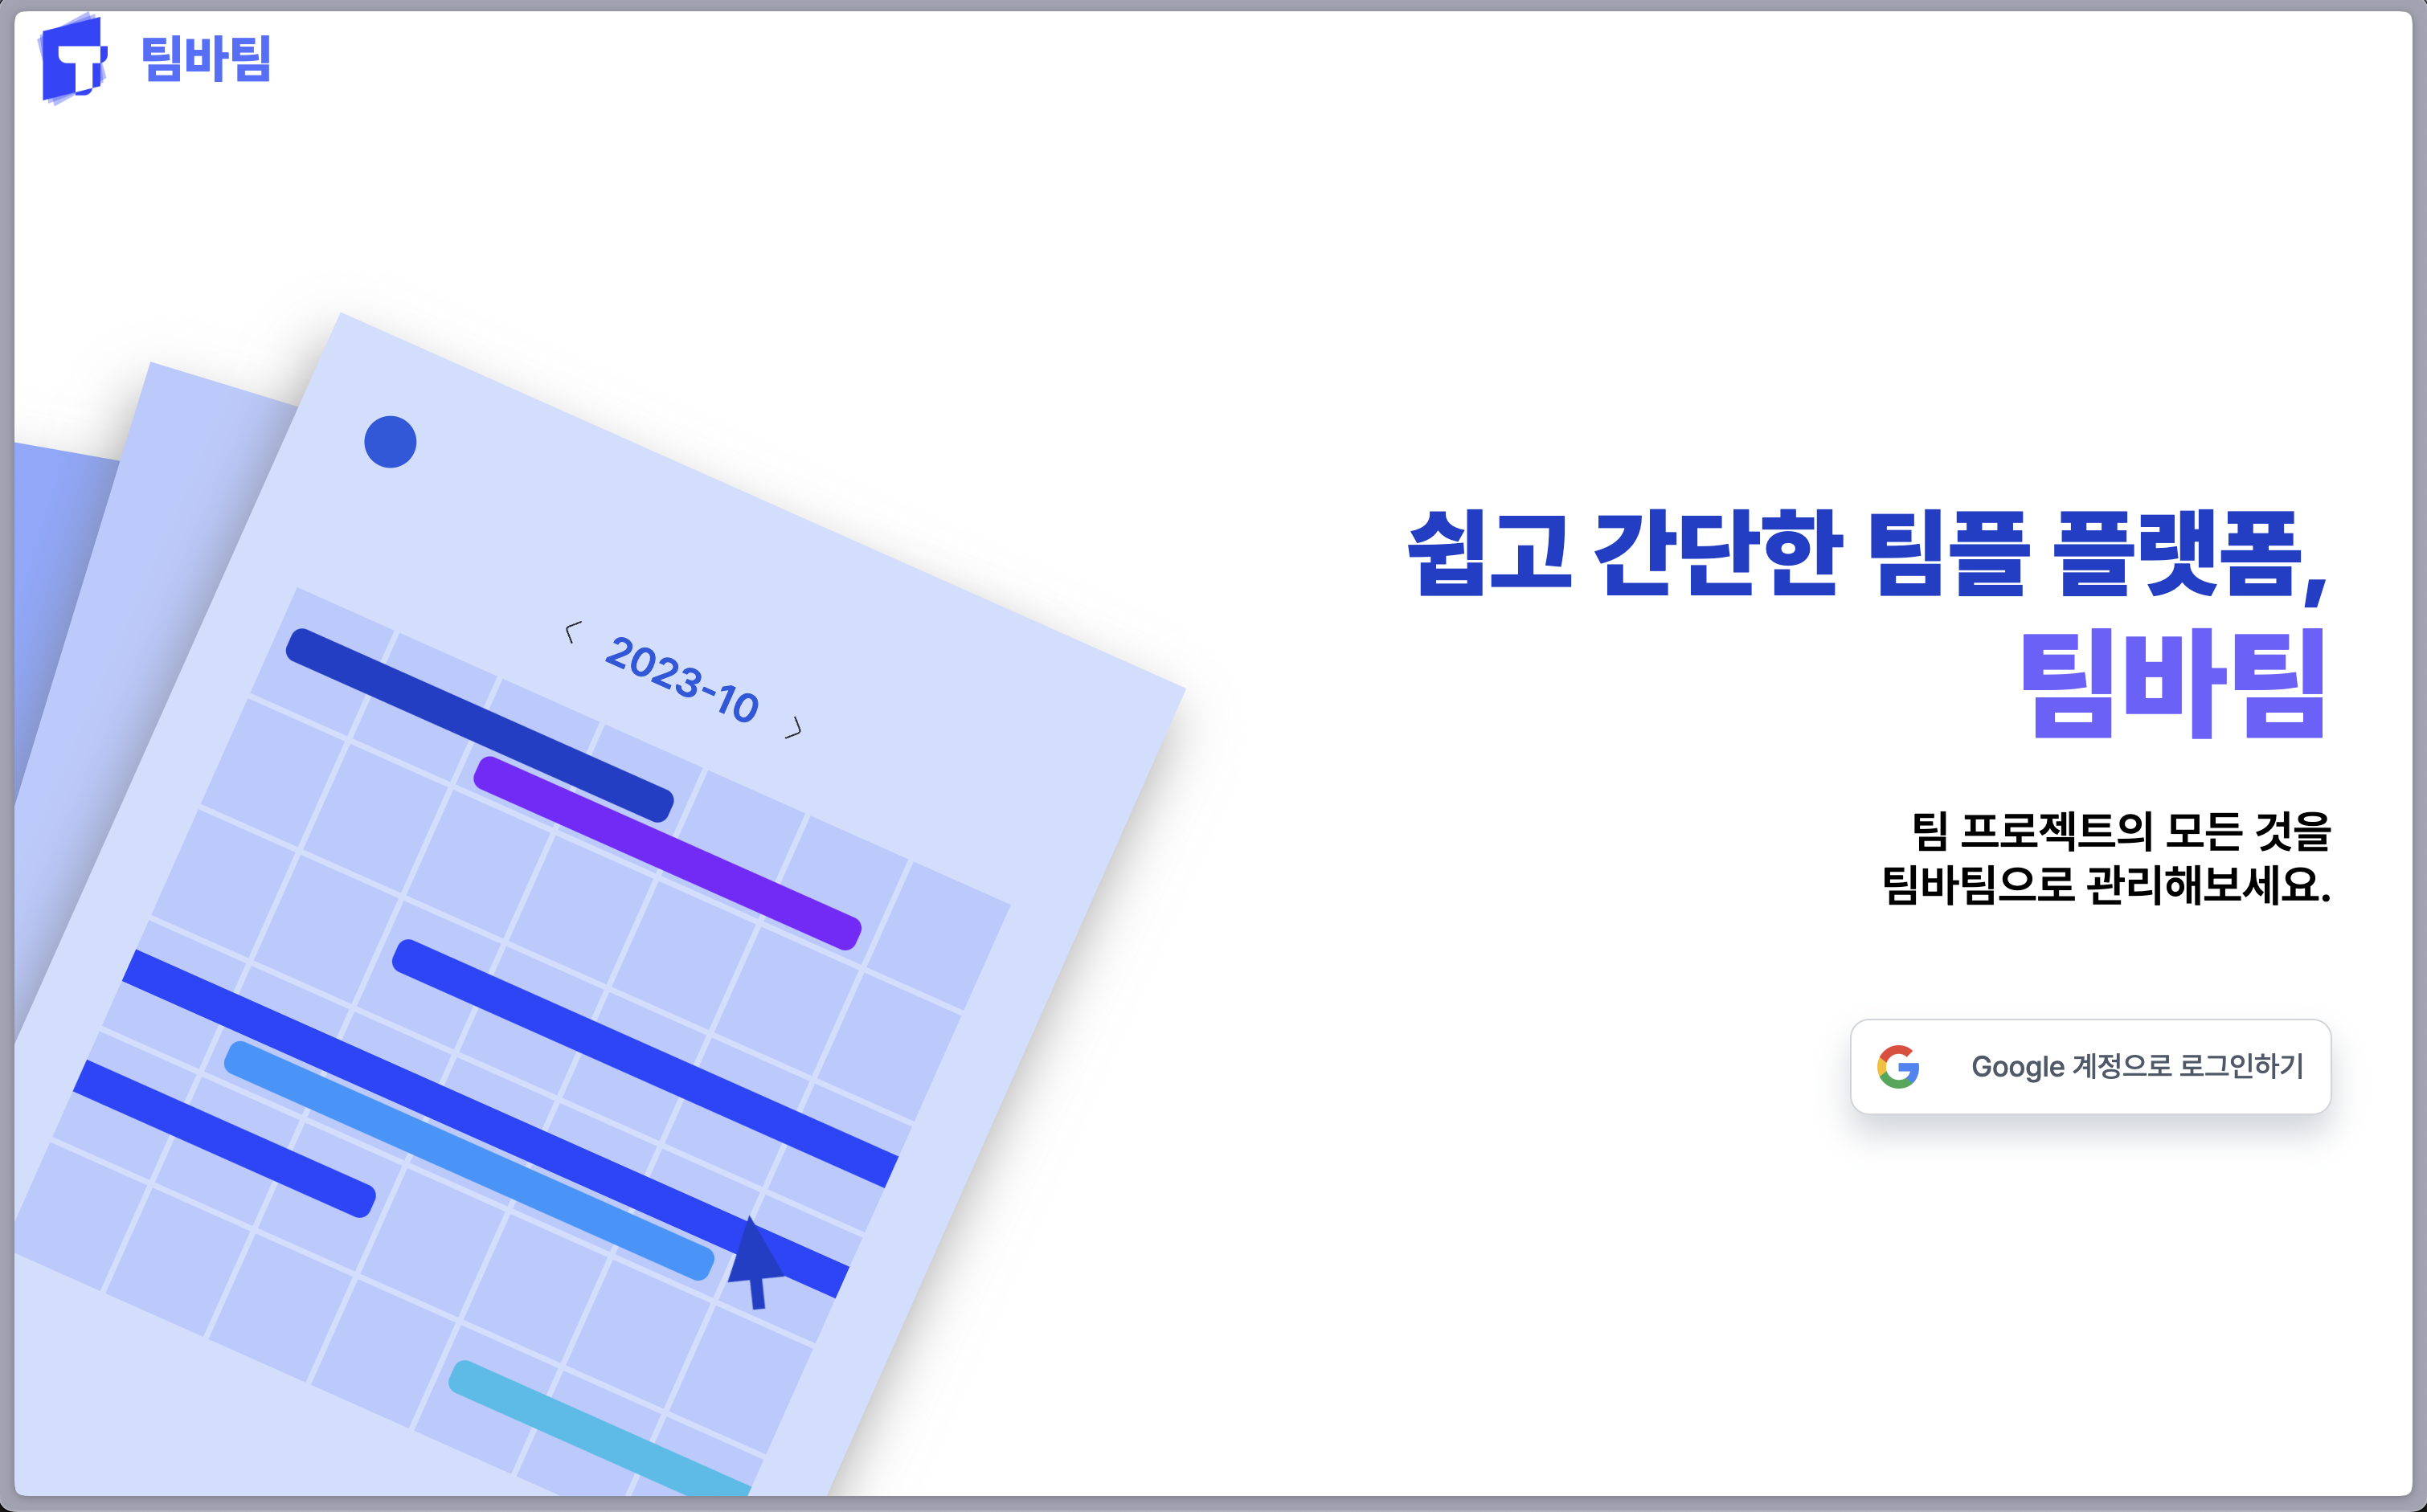 팀바팀
2023-10
쉽고 간단한 팀플 플랫폼,
팀바팀
팀 프로젝트의 모든 것을
팀바팀으로 관리해보세요.
Google 계정으로 로그인하기